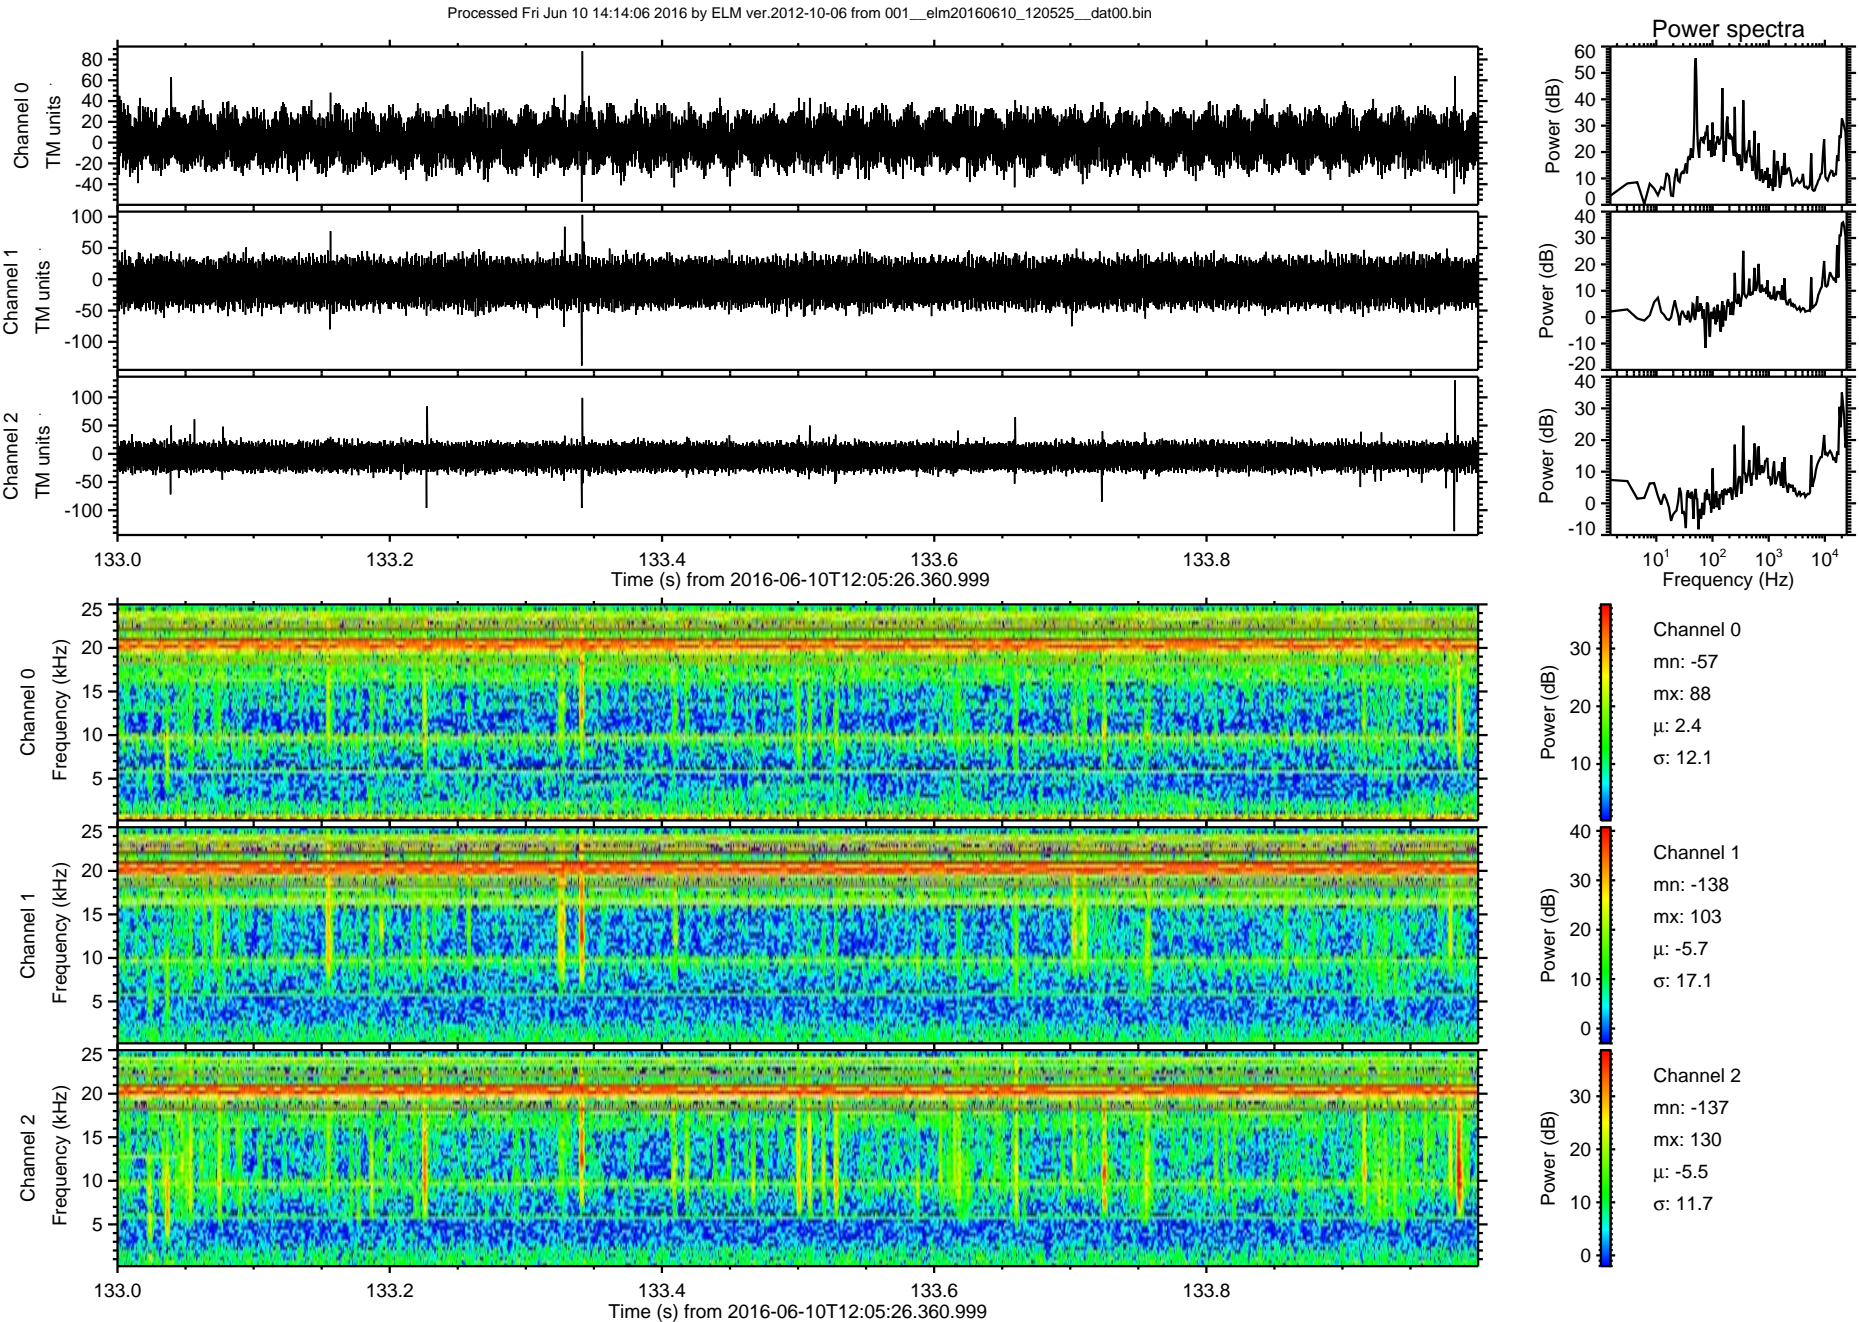 Processed Fri Jun 10 14:14:06 2016 by ELM ver.2012-10-06 from 001__elm20160610_120525__dat00.bin
Power spectra
Channel 0
TM units
80
60
40
20
0
-20
-40
Power (dB)
60
50
40
30
20
10
0
Channel 1
TM units
100
50
0
-50
-100
Power (dB)
40
30
20
10
0
-10
-20
Channel 2
TM units
100
50
0
-50
-100
Power (dB)
40
30
20
10
0
-10
133.0 133.2 133.4 133.6 133.8
Time (s) from 2016-06-10T12:05:26.360.999
10^1 10^2 10^3 10^4
Frequency (Hz)
Channel 0
Frequency (kHz)
25
20
15
10
5
Power (dB)
30
20
10
Channel 0
mn: -57
mx: 88
μ: 2.4
σ: 12.1
Channel 1
Frequency (kHz)
25
20
15
10
5
Power (dB)
40
30
20
10
0
Channel 1
mn: -138
mx: 103
μ: -5.7
σ: 17.1
Channel 2
Frequency (kHz)
25
20
15
10
5
Power (dB)
30
20
10
0
Channel 2
mn: -137
mx: 130
μ: -5.5
σ: 11.7
133.0 133.2 133.4 133.6 133.8
Time (s) from 2016-06-10T12:05:26.360.999